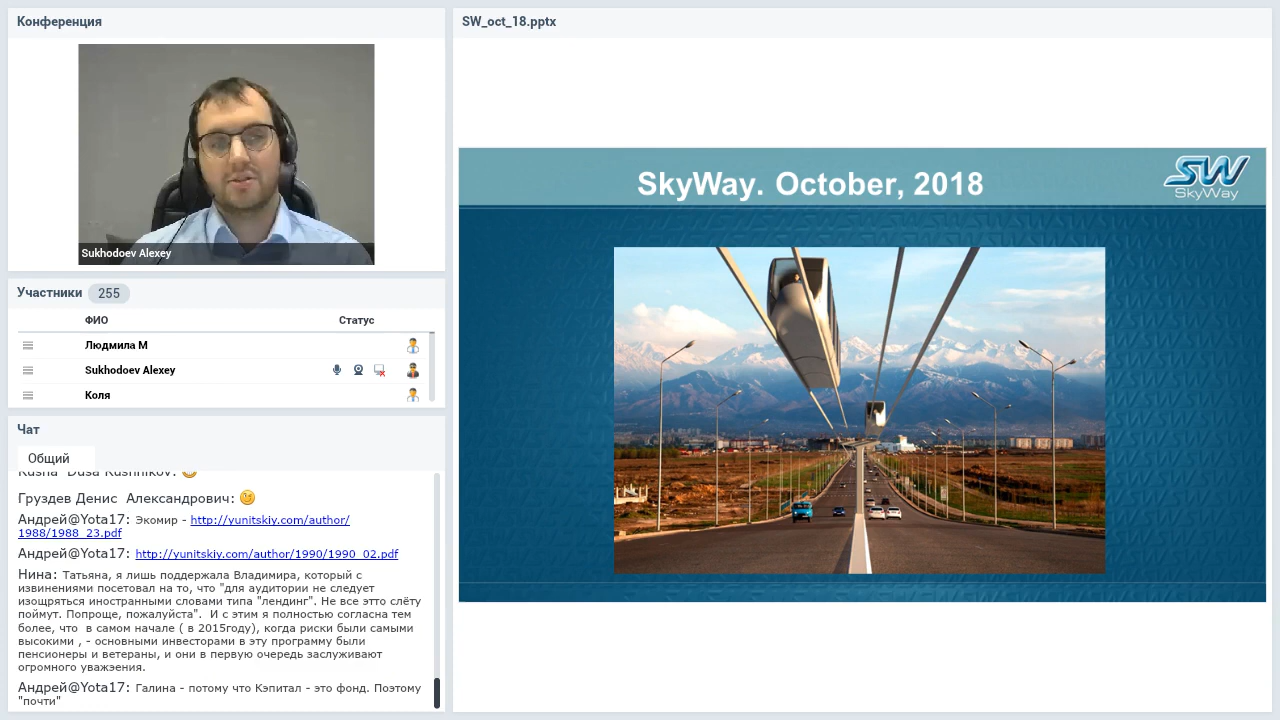 Конференция
Sukhodoev Alexey
Участники 255
ФИО Статус
Людмила М
Sukhodoev Alexey
Коля
Чат
Общий
Kusha Dusa Kushnikov:
Груздев Денис Александрович:
Андрей@Yota17: Экомир - http://yunitskiy.com/author/
1988/1988_23.pdf
Андрей@Yota17: http://yunitskiy.com/author/1990/1990_02.pdf
Нина: Татьяна, я лишь поддержала Владимира, который с
извинениями посетовал на то, что "для аудитории не следует
изощряться иностранными словами типа "лендинг". Не все этто слёту
поймут. Попроще, пожалуйста". И с этим я полностью согласна тем
более, что в самом начале ( в 2015году), когда риски были самыми
высокими , - основными инвесторами в эту программу были
пенсионеры и ветераны, и они в первую очередь заслуживают
огромного уважэения.
Андрей@Yota17: Галина - потому что Кэпитал - это фонд. Поэтому
"почти"
SW_oct_18.pptx
SkyWay. October, 2018
SW
SkyWay